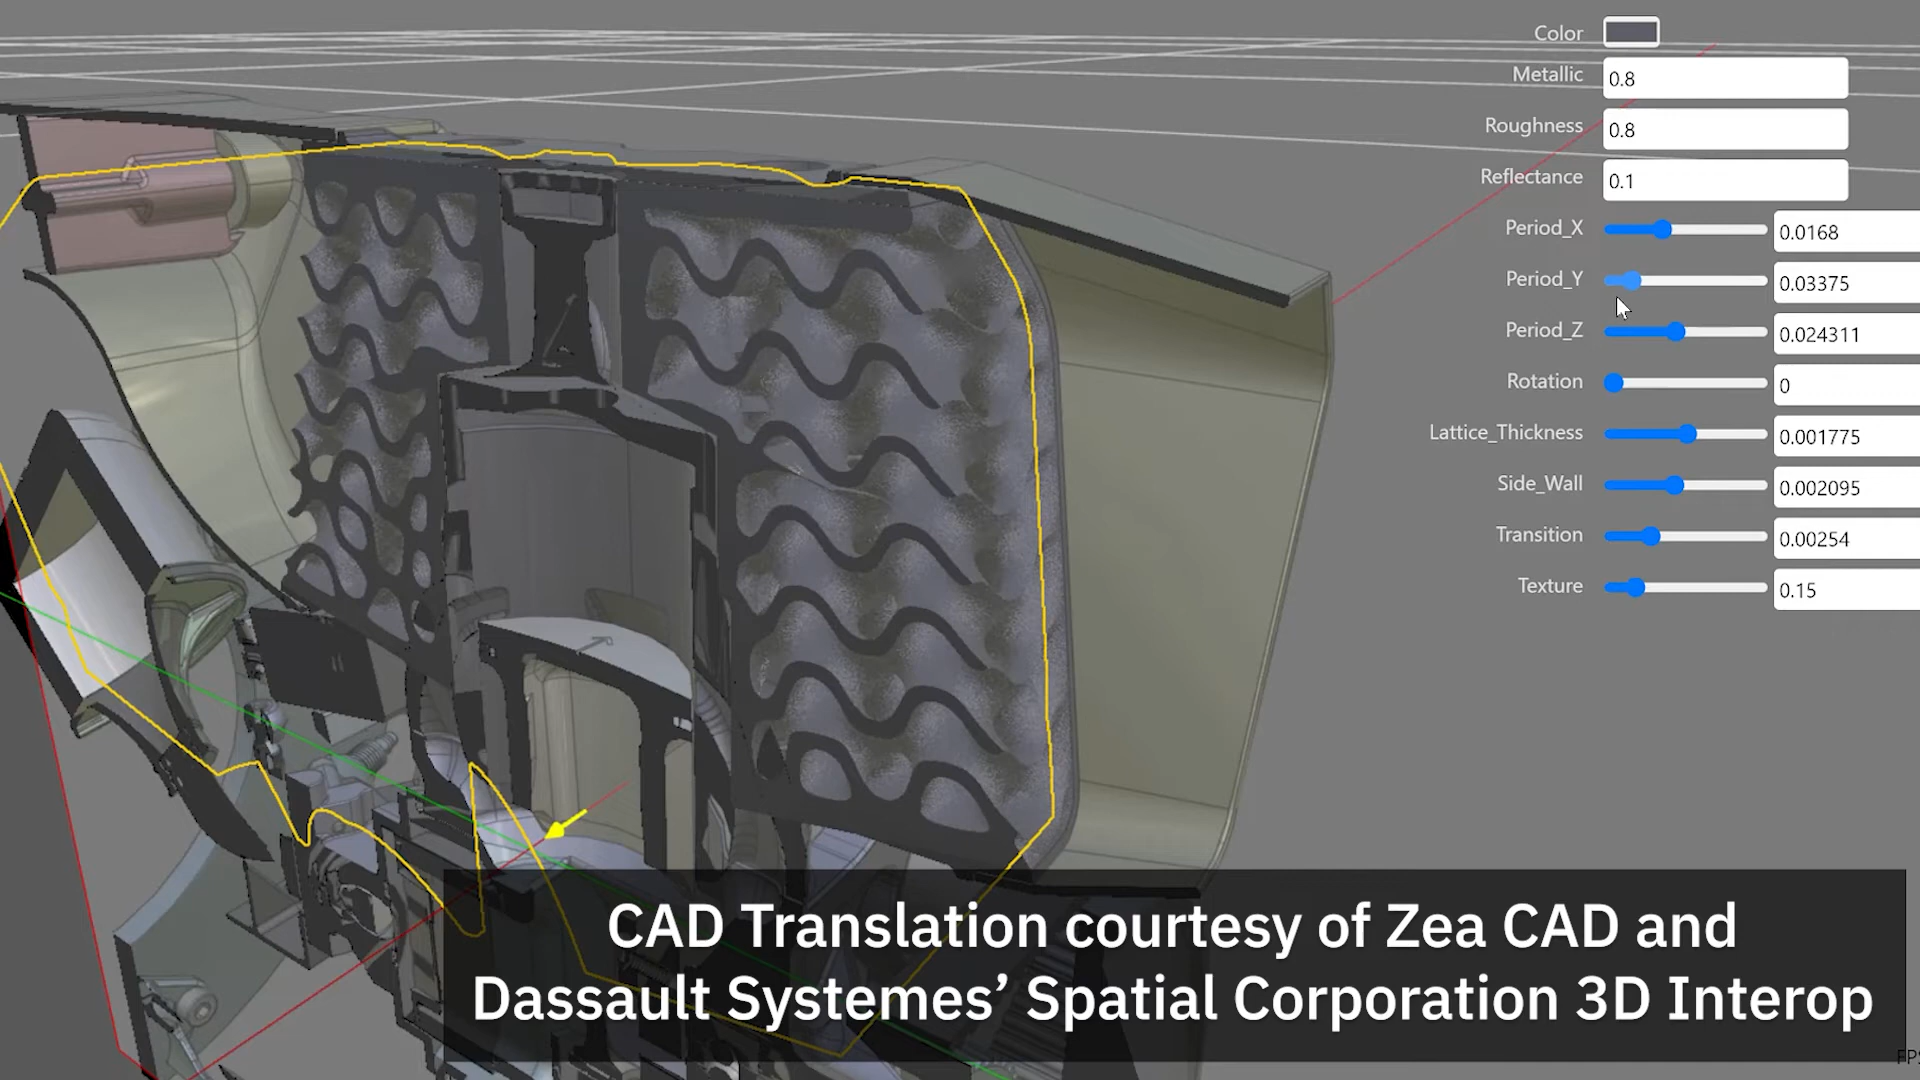 Color
Metallic 0.8
Roughness 0.8
Reflectance 0.1
Period_X 0.0168
Period_Y 0.03375
Period_Z 0.024311
Rotation 0
Lattice_Thickness 0.001775
Side_Wall 0.002095
Transition 0.00254
Texture 0.15
CAD Translation courtesy of Zea CAD and
Dassault Systemes’ Spatial Corporation 3D Interop